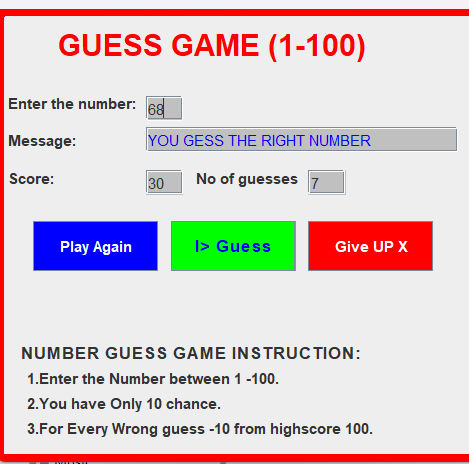 GUESS GAME (1-100)
Enter the number: 68
Message: YOU GESS THE RIGHT NUMBER
Score: 30 No of guesses 7
Play Again I> Guess Give UP X
NUMBER GUESS GAME INSTRUCTION:
1.Enter the Number between 1 -100.
2.You have Only 10 chance.
3.For Every Wrong guess -10 from highscore 100.